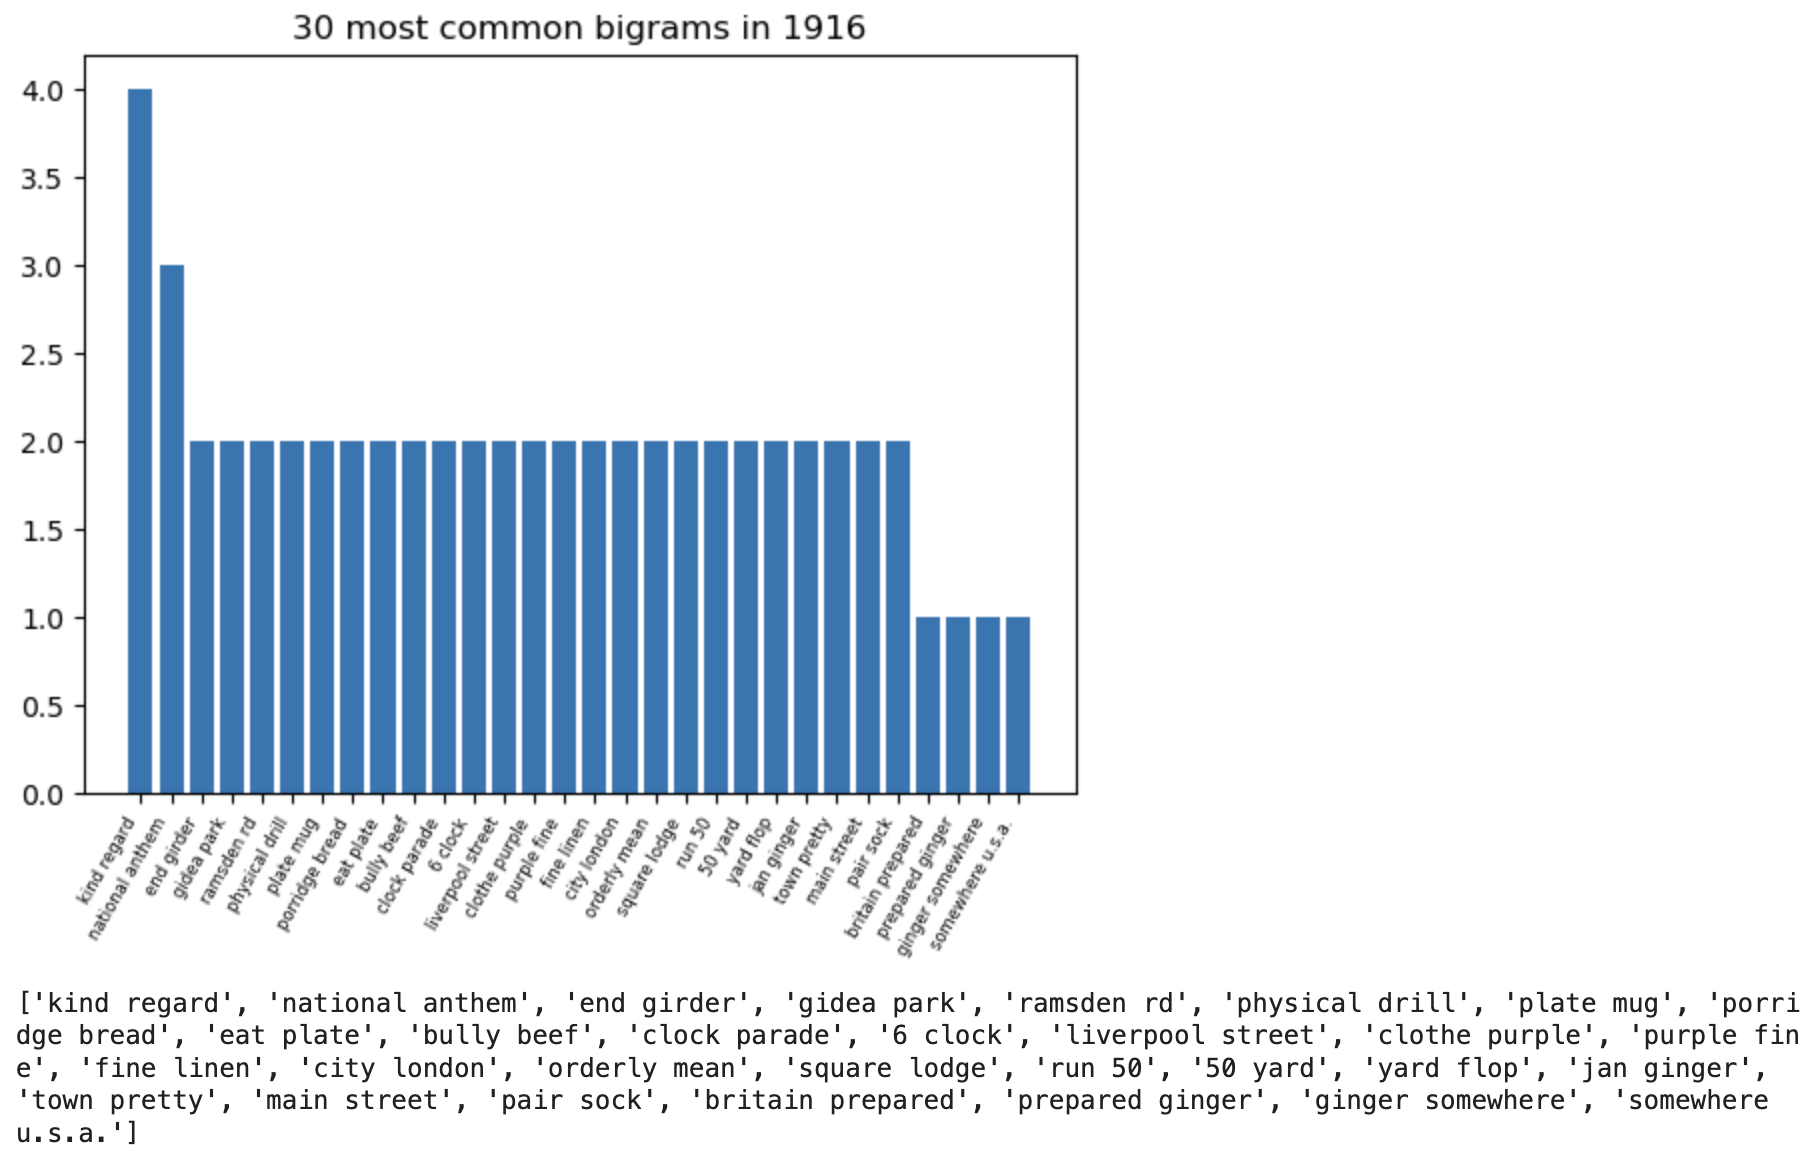 30 most common bigrams in 1916
4.0
3.5
3.0
2.5
2.0
1.5
1.0
0.5
0.0
kind regard
national anthem
end girder
gidea park
ramsden rd
physical drill
plate mug
porridge bread
eat plate
bully beef
clock parade
6 clock
liverpool street
clothe purple
purple fine
fine linen
city london
orderly mean
square lodge
run 50
50 yard
yard flop
jan ginger
town pretty
main street
pair sock
britain prepared
prepared ginger
ginger somewhere
somewhere u.s.a.
['kind regard', 'national anthem', 'end girder', 'gidea park', 'ramsden rd', 'physical drill', 'plate mug', 'porri
dge bread', 'eat plate', 'bully beef', 'clock parade', '6 clock', 'liverpool street', 'clothe purple', 'purple fin
e', 'fine linen', 'city london', 'orderly mean', 'square lodge', 'run 50', '50 yard', 'yard flop', 'jan ginger',
'town pretty', 'main street', 'pair sock', 'britain prepared', 'prepared ginger', 'ginger somewhere', 'somewhere
u.s.a.']